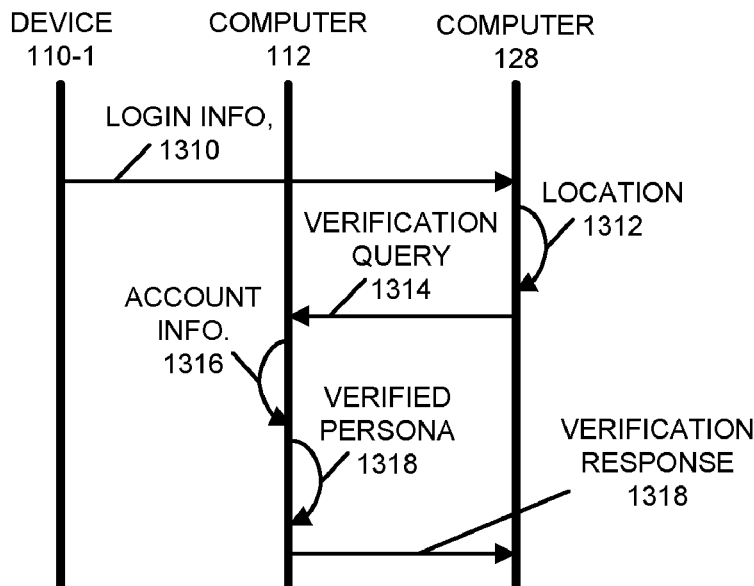 DEVICE
110-1
COMPUTER
112
COMPUTER
128
LOGIN INFO,
1310
LOCATION
1312
VERIFICATION
QUERY
1314
ACCOUNT
INFO.
1316
VERIFIED
PERSONA
1318
VERIFICATION
RESPONSE
1318